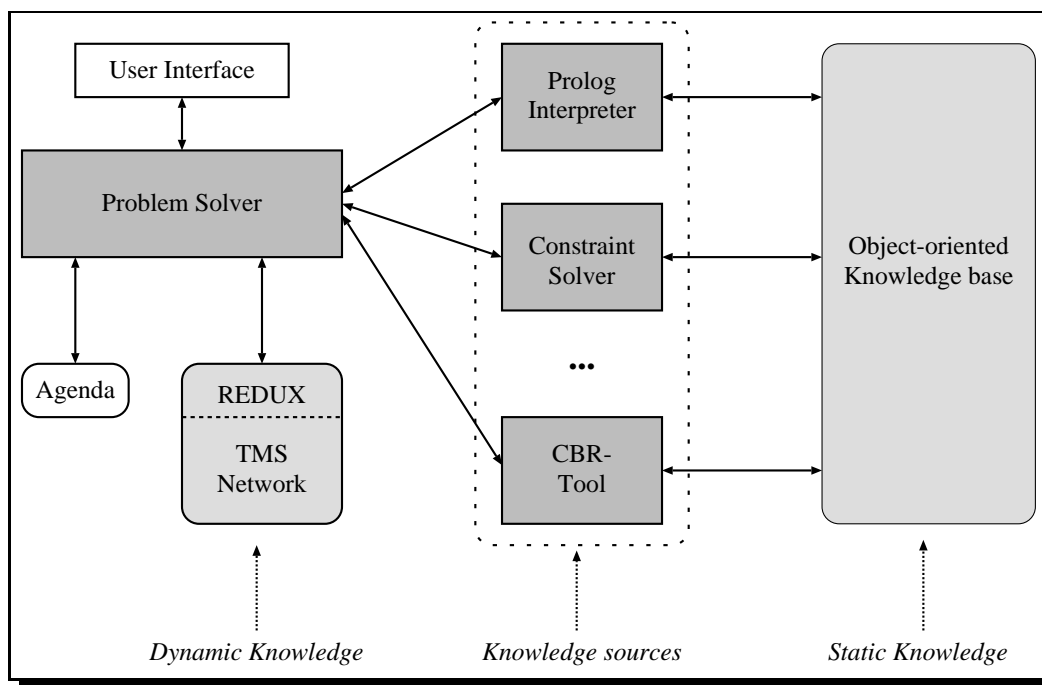 User Interface
Problem Solver
Agenda
REDUX
TMS
Network
Prolog
Interpreter
Constraint
Solver
...
CBR-
Tool
Object-oriented
Knowledge base
Dynamic Knowledge
Knowledge sources
Static Knowledge